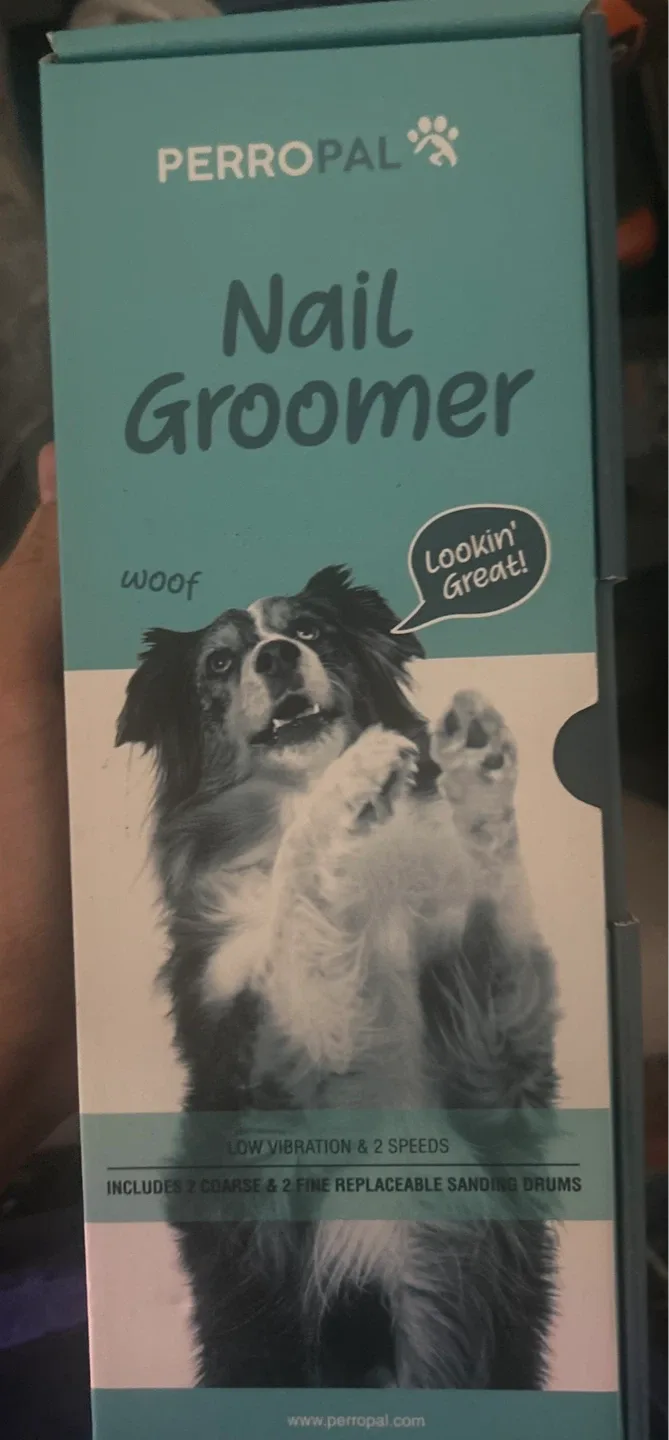 PERROPAL
Nail
Groomer
Lookin'
Great!
woof
LOW VIBRATION & 2 SPEEDS
INCLUDES 2 COARSE & 2 FINE REPLACEABLE SANDING DRUMS
www.perropal.com